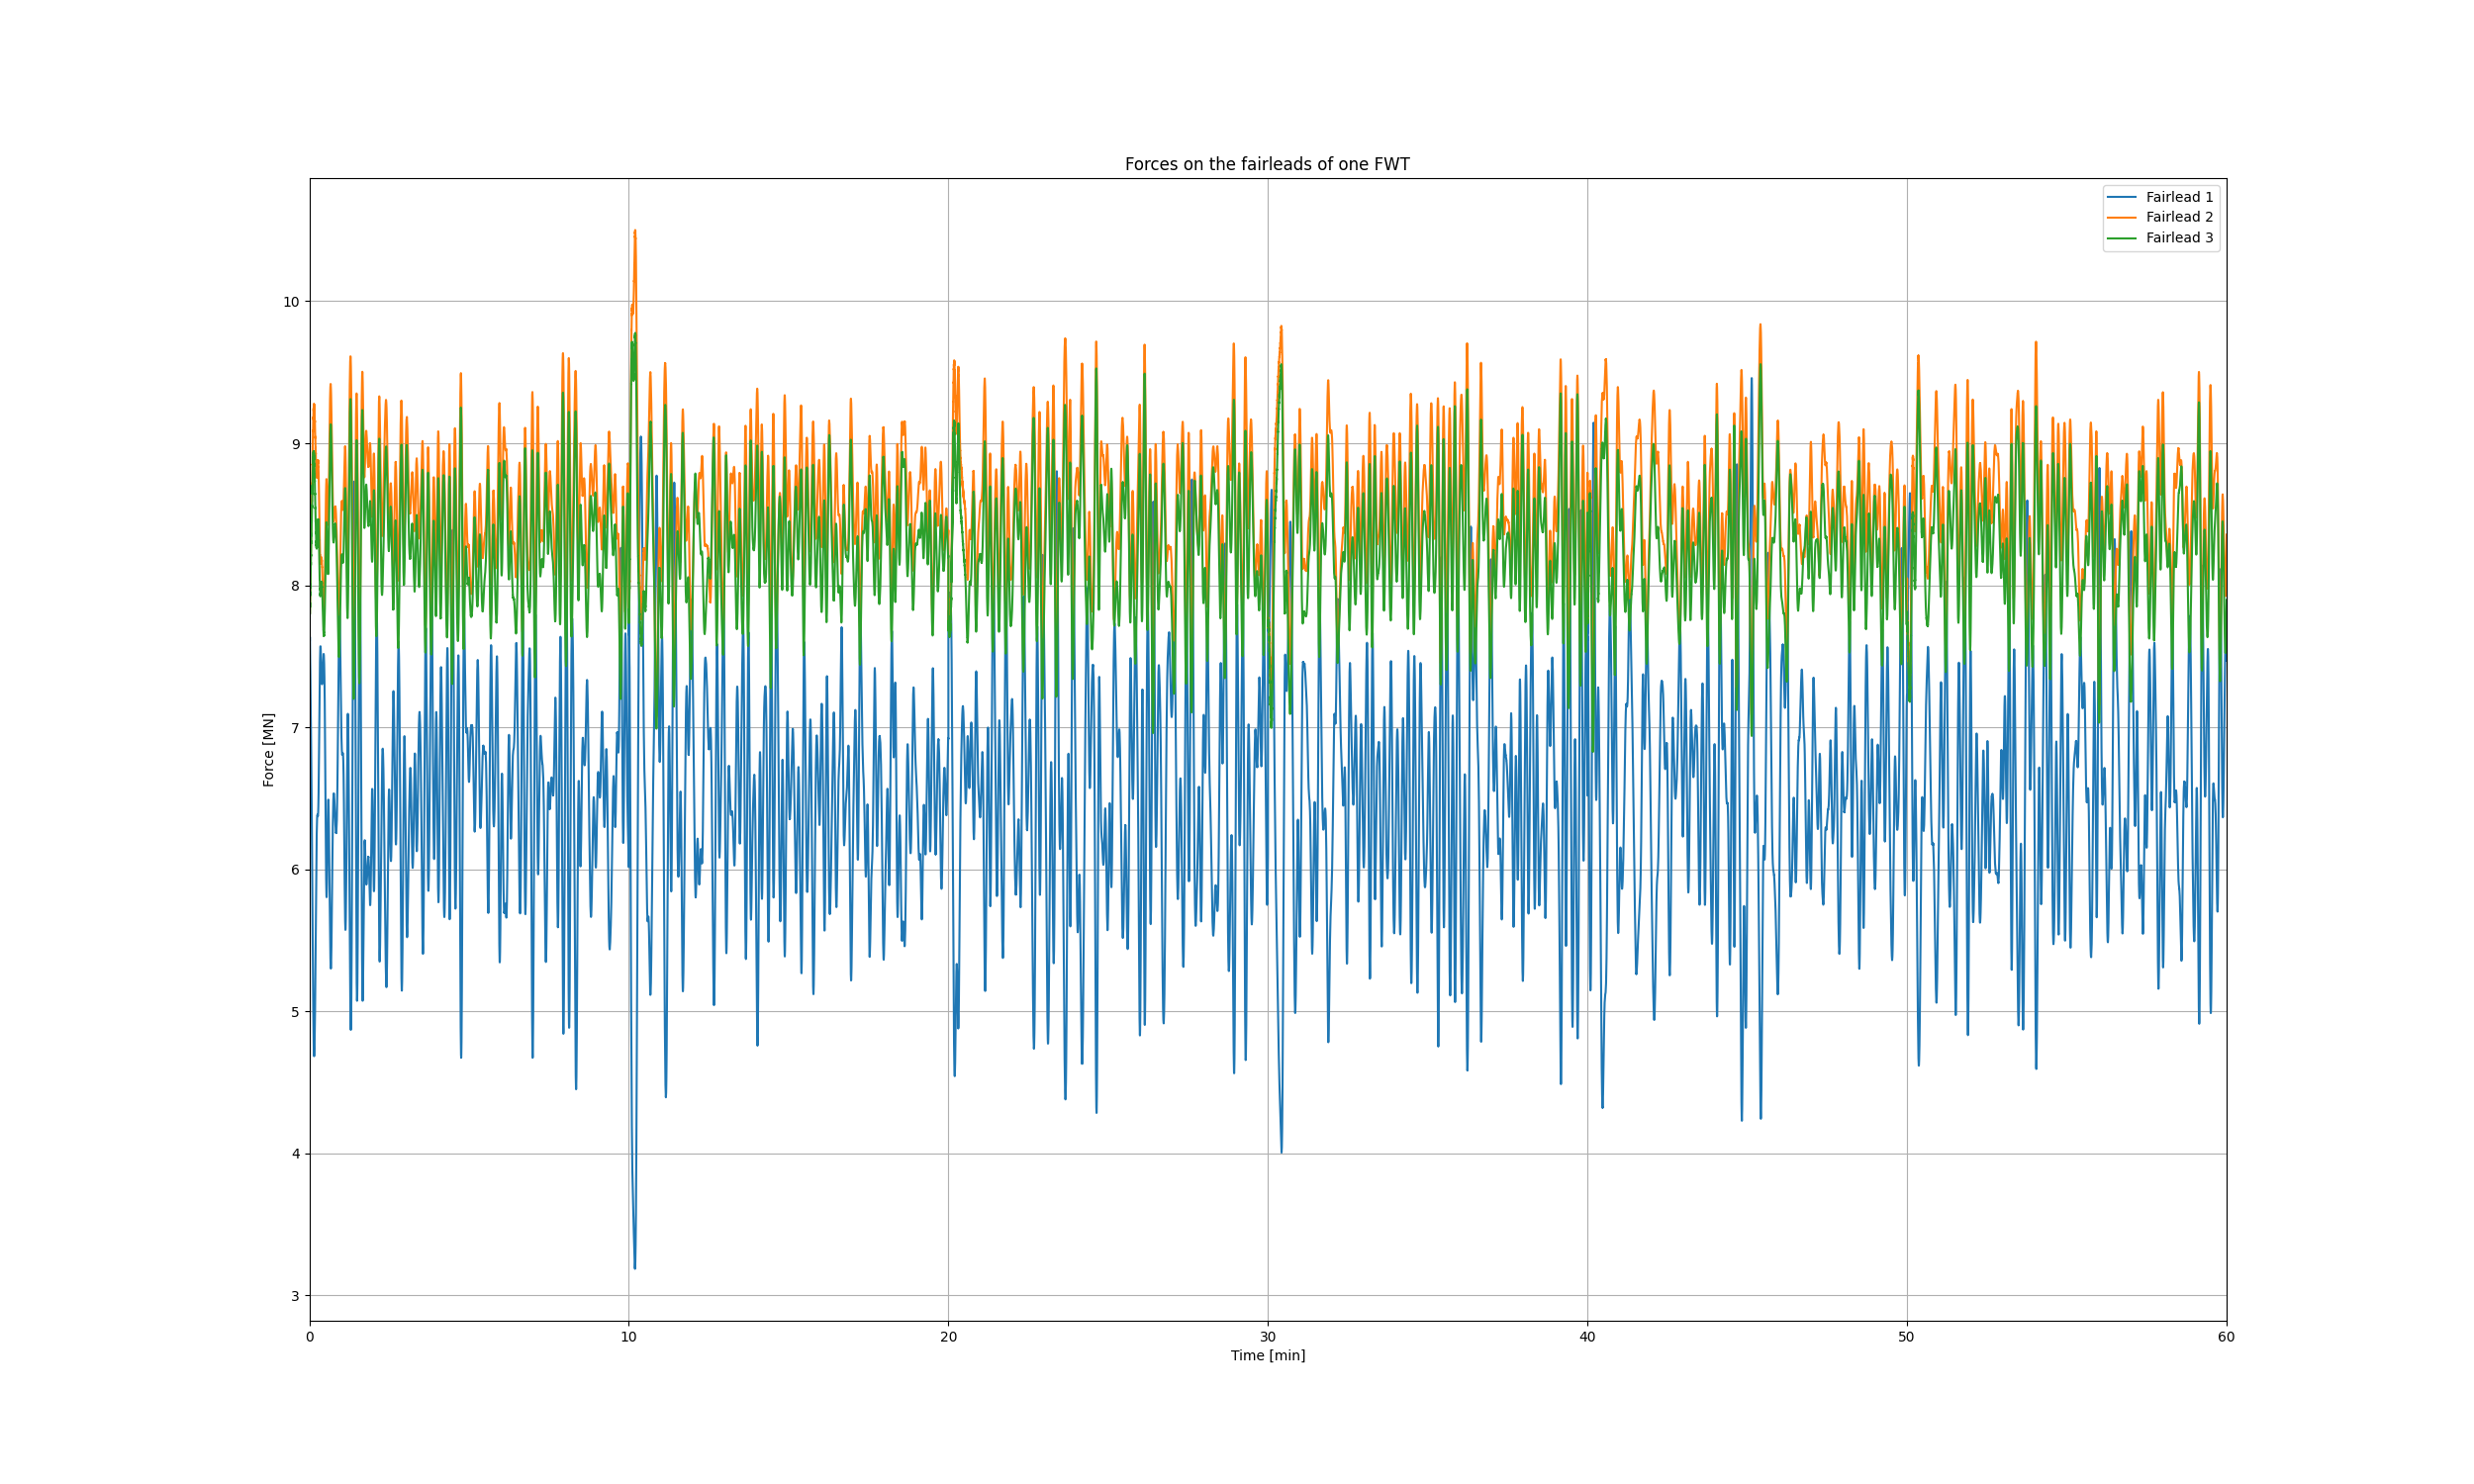 Forces on the fairleads of one FWT
Fairlead 1
Fairlead 2
Fairlead 3
Force [MN]
10
9
8
7
6
5
4
3
0 10 20 30 40 50 60
Time [min]